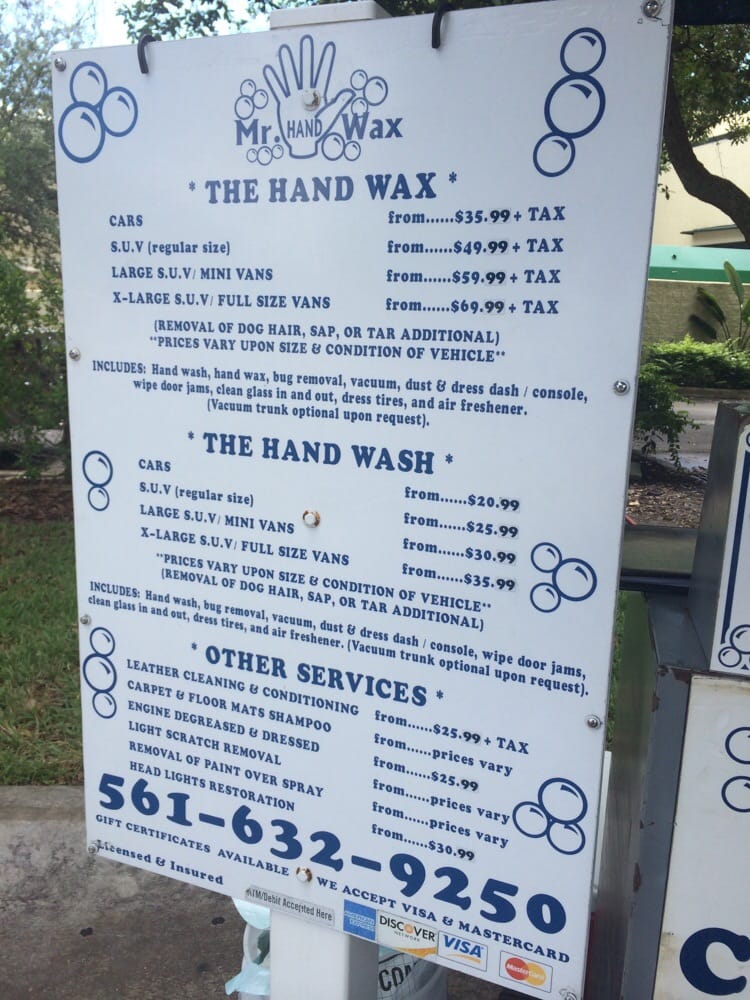 Mr. HAND Wax
* THE HAND WAX *
CARS from......$35.99 + TAX
S.U.V (regular size) from......$49.99 + TAX
LARGE S.U.V/ MINI VANS from......$59.99 + TAX
X-LARGE S.U.V/ FULL SIZE VANS from......$69.99 + TAX
(REMOVAL OF DOG HAIR, SAP, OR TAR ADDITIONAL)
**PRICES VARY UPON SIZE & CONDITION OF VEHICLE**
INCLUDES: Hand wash, hand wax, bug removal, vacuum, dust & dress dash / console,
wipe door jams, clean glass in and out, dress tires, and air freshener.
(Vacuum trunk optional upon request).
* THE HAND WASH *
CARS from......$20.99
S.U.V (regular size) from......$25.99
LARGE S.U.V/ MINI VANS from......$30.99
X-LARGE S.U.V/ FULL SIZE VANS from......$35.99
**PRICES VARY UPON SIZE & CONDITION OF VEHICLE**
(REMOVAL OF DOG HAIR, SAP, OR TAR ADDITIONAL)
INCLUDES: Hand wash, bug removal, vacuum, dust & dress dash / console, wipe door jams,
clean glass in and out, dress tires, and air freshener. (Vacuum trunk optional upon request).
* OTHER SERVICES *
LEATHER CLEANING & CONDITIONING from......$25.99 + TAX
CARPET & FLOOR MATS SHAMPOO from......prices vary
ENGINE DEGREASED & DRESSED from......$25.99
LIGHT SCRATCH REMOVAL from......prices vary
REMOVAL OF PAINT OVER SPRAY from......prices vary
HEAD LIGHTS RESTORATION from......$30.99
561-632-9250
GIFT CERTIFICATES AVAILABLE WE ACCEPT VISA & MASTERCARD
Licensed & Insured
ATM/Debit Accepted Here
AMERICAN EXPRESS
DISCOVER
NETWORK
VISA
MasterCard